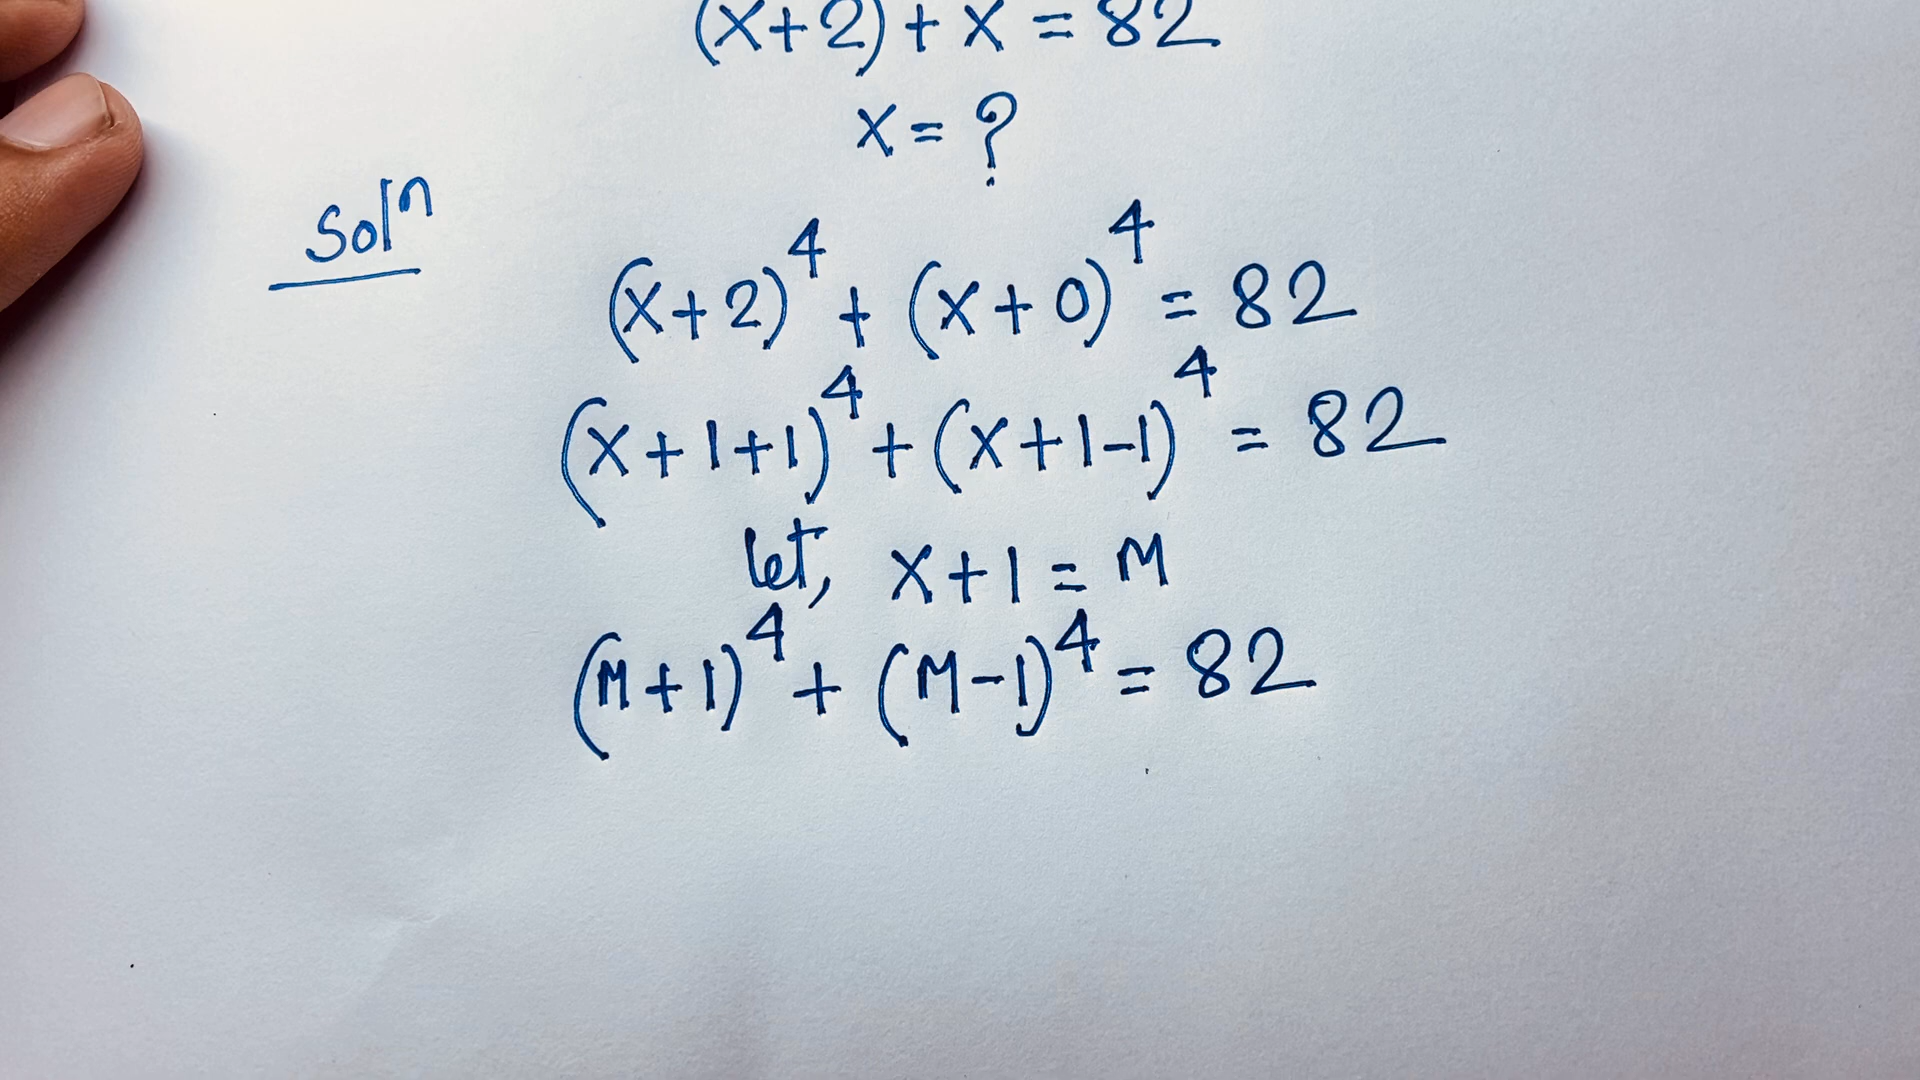 (x+2) + x = 82
x = ?
Solⁿ
(x+2)⁴ + (x+0)⁴ = 82
(x+1+1)⁴ + (x+1-1)⁴ = 82
let, x+1 = M
(M+1)⁴ + (M-1)⁴ = 82